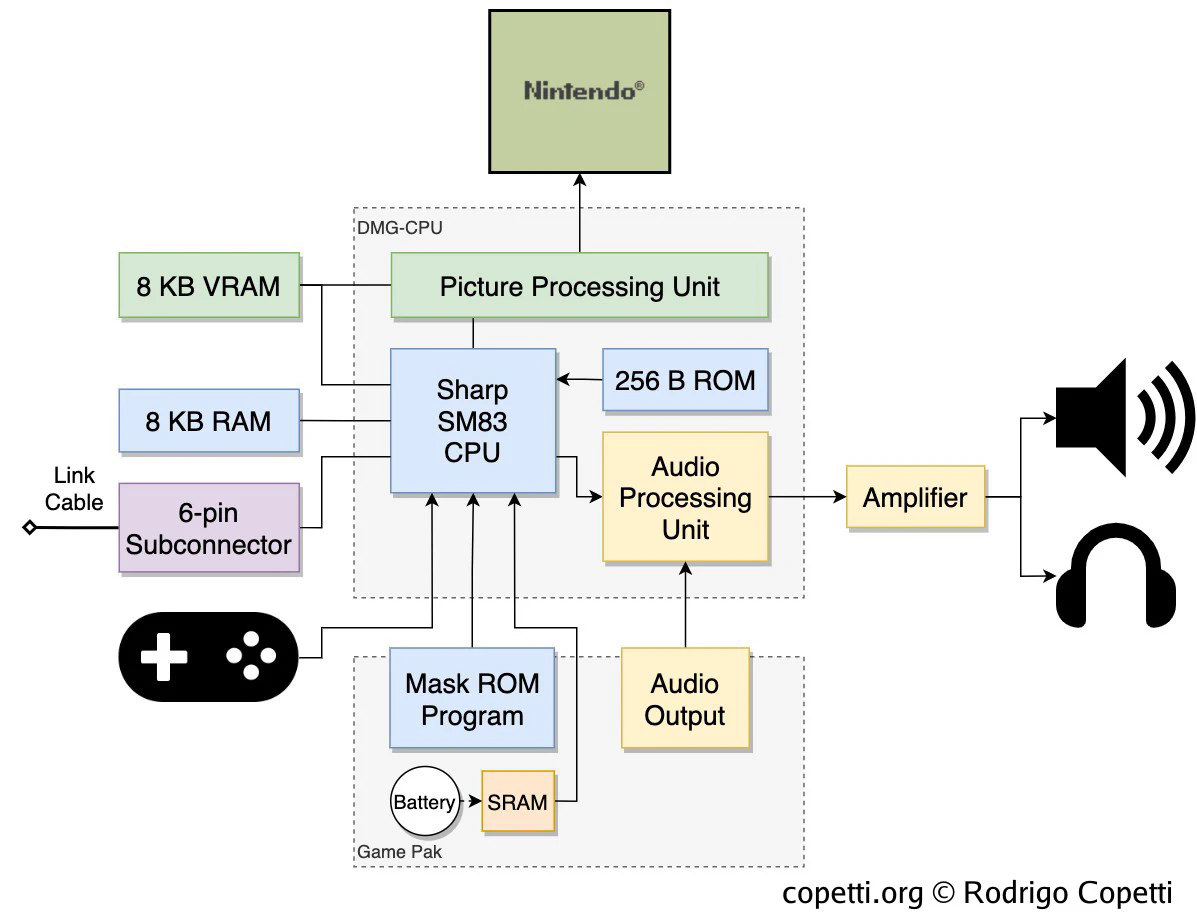 Nintendo®
DMG-CPU
8 KB VRAM
Picture Processing Unit
Sharp
SM83
CPU
256 B ROM
8 KB RAM
Audio
Processing
Unit
Link
Cable
6-pin
Subconnector
Amplifier
Mask ROM
Program
Audio
Output
Battery
SRAM
Game Pak
copetti.org © Rodrigo Copetti